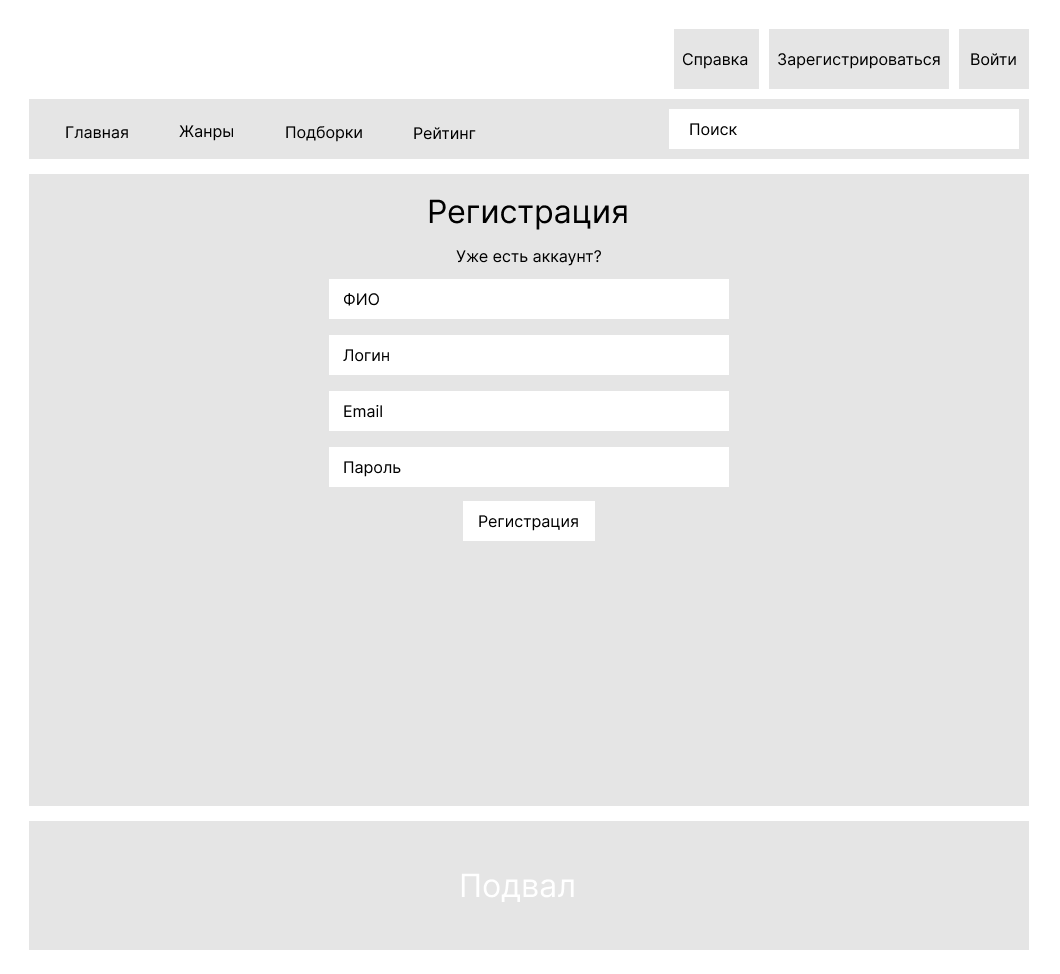 Справка Зарегистрироваться Войти
Главная Жанры Подборки Рейтинг Поиск
Регистрация
Уже есть аккаунт?
ФИО
Логин
Email
Пароль
Регистрация
Подвал